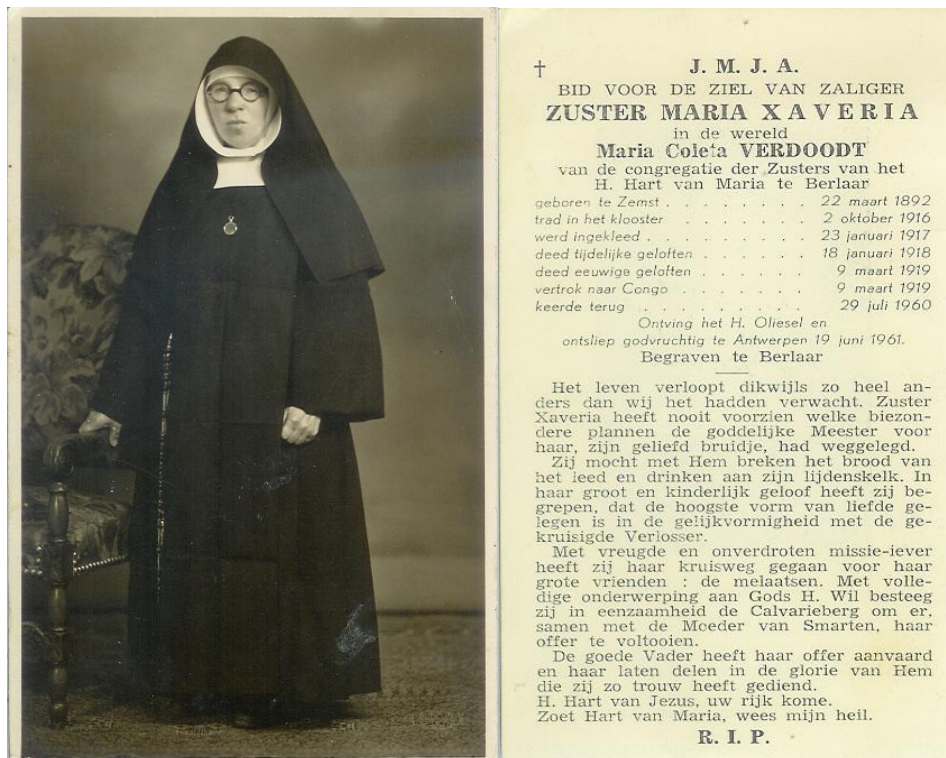 †
J. M. J. A.
BID VOOR DE ZIEL VAN ZALIGER
ZUSTER MARIA XAVERIA
in de wereld
Maria Coleta VERDOODT
van de congregatie der Zusters van het
H. Hart van Maria te Berlaar
geboren te Zemst . . . . . . . . 22 maart 1892
trad in het klooster . . . . . . . 2 oktober 1916
werd ingekleed . . . . . . . . 23 januari 1917
deed tijdelijke geloften . . . . . . 18 januari 1918
deed eeuwige geloften . . . . . . 9 maart 1919
vertrok naar Congo . . . . . . . 9 maart 1919
keerde terug . . . . . . . . . 29 juli 1960
Ontving het H. Oliesel en
ontsliep godvruchtig te Antwerpen 19 juni 1961.
Begraven te Berlaar
Het leven verloopt dikwijls zo heel an-
ders dan wij het hadden verwacht. Zuster
Xaveria heeft nooit voorzien welke biezon-
dere plannen de goddelijke Meester voor
haar, zijn geliefd bruidje, had weggelegd.
Zij mocht met Hem breken het brood van
het leed en drinken aan zijn lijdenskelk. In
haar groot en kinderlijk geloof heeft zij be-
grepen, dat de hoogste vorm van liefde ge-
legen is in de gelijkvormigheid met de ge-
kruisigde Verlosser.
Met vreugde en onverdroten missie-iever
heeft zij haar kruisweg gegaan voor haar
grote vrienden : de melaatsen. Met volle-
dige onderwerping aan Gods H. Wil besteeg
zij in eenzaamheid de Calvarieberg om er,
samen met de Moeder van Smarten, haar
offer te voltooien.
De goede Vader heeft haar offer aanvaard
en haar laten delen in de glorie van Hem
die zij zo trouw heeft gediend.
H. Hart van Jezus, uw rijk kome.
Zoet Hart van Maria, wees mijn heil.
R. I. P.